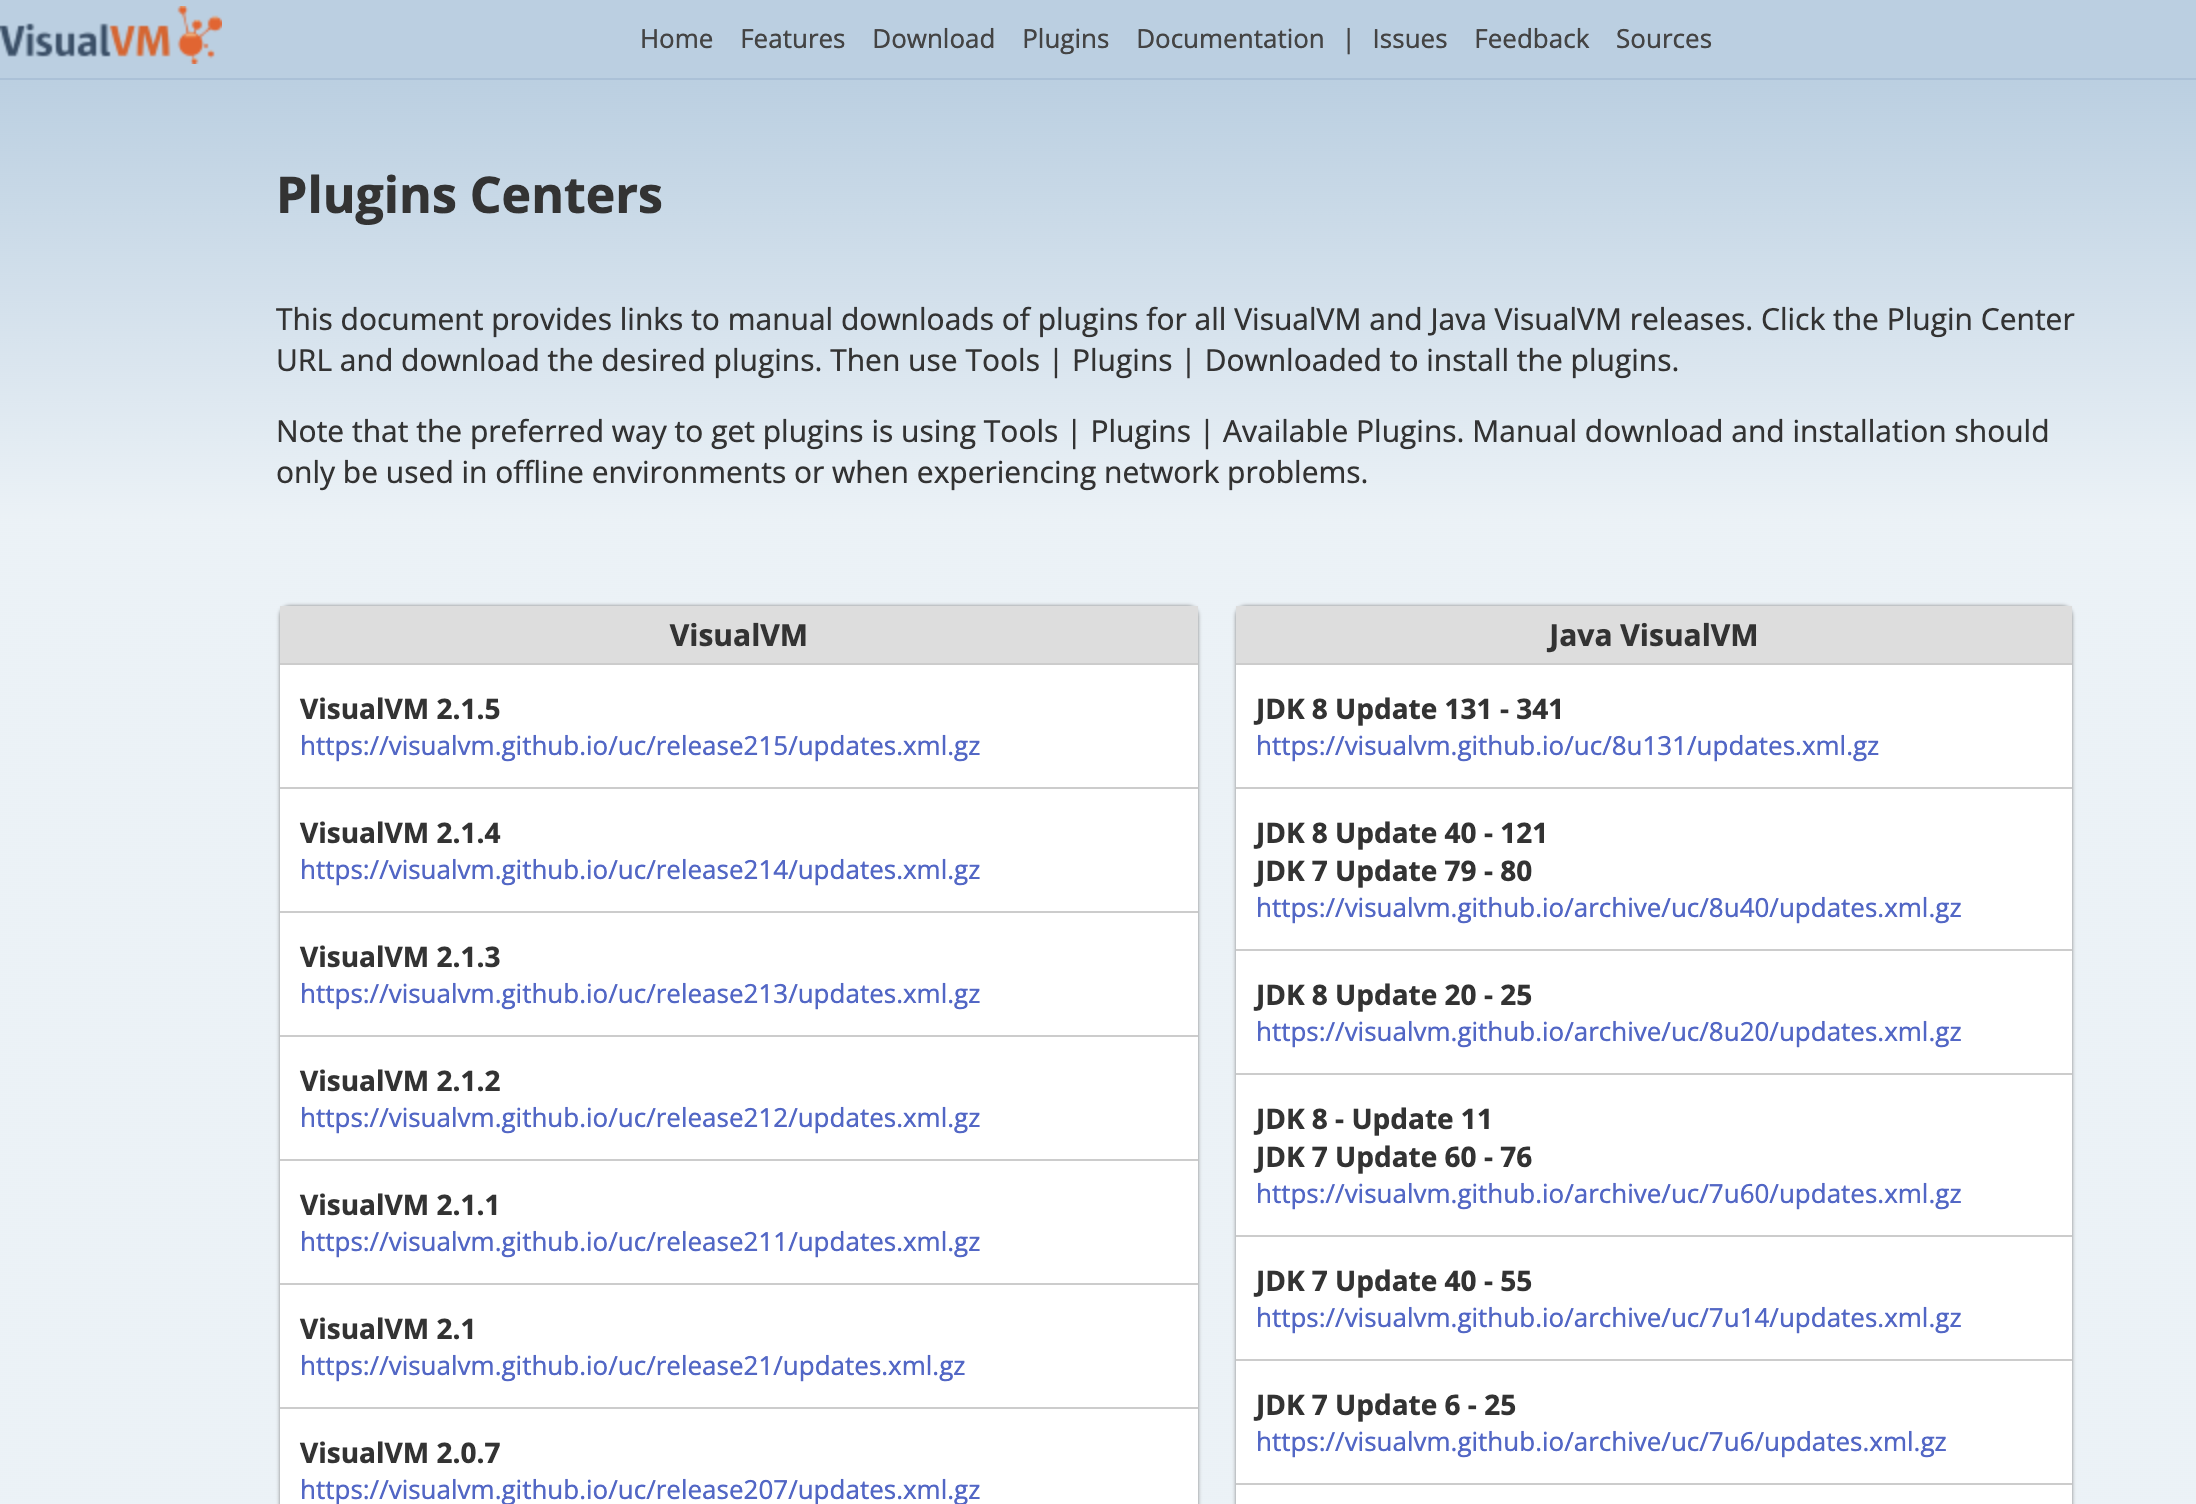 VisualVM
Home Features Download Plugins Documentation | Issues Feedback Sources
Plugins Centers
This document provides links to manual downloads of plugins for all VisualVM and Java VisualVM releases. Click the Plugin Center
URL and download the desired plugins. Then use Tools | Plugins | Downloaded to install the plugins.
Note that the preferred way to get plugins is using Tools | Plugins | Available Plugins. Manual download and installation should
only be used in offline environments or when experiencing network problems.
VisualVM
VisualVM 2.1.5
https://visualvm.github.io/uc/release215/updates.xml.gz
VisualVM 2.1.4
https://visualvm.github.io/uc/release214/updates.xml.gz
VisualVM 2.1.3
https://visualvm.github.io/uc/release213/updates.xml.gz
VisualVM 2.1.2
https://visualvm.github.io/uc/release212/updates.xml.gz
VisualVM 2.1.1
https://visualvm.github.io/uc/release211/updates.xml.gz
VisualVM 2.1
https://visualvm.github.io/uc/release21/updates.xml.gz
VisualVM 2.0.7
https://visualvm.github.io/uc/release207/updates.xml.gz
Java VisualVM
JDK 8 Update 131 - 341
https://visualvm.github.io/uc/8u131/updates.xml.gz
JDK 8 Update 40 - 121
JDK 7 Update 79 - 80
https://visualvm.github.io/archive/uc/8u40/updates.xml.gz
JDK 8 Update 20 - 25
https://visualvm.github.io/archive/uc/8u20/updates.xml.gz
JDK 8 - Update 11
JDK 7 Update 60 - 76
https://visualvm.github.io/archive/uc/7u60/updates.xml.gz
JDK 7 Update 40 - 55
https://visualvm.github.io/archive/uc/7u14/updates.xml.gz
JDK 7 Update 6 - 25
https://visualvm.github.io/archive/uc/7u6/updates.xml.gz